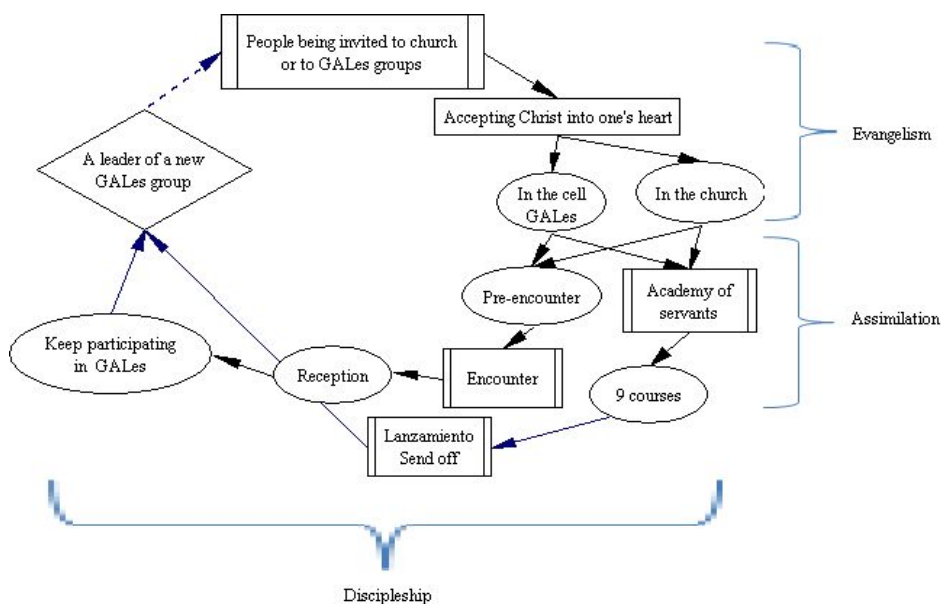 People being invited to church
or to GALes groups
Accepting Christ into one's heart
Evangelism
A leader of a new
GALes group
In the cell
GALes
In the church
Pre-encounter
Academy of
servants
Assimilation
Keep participating
in GALes
Reception
Encounter
9 courses
Lanzamiento
Send off
Discipleship